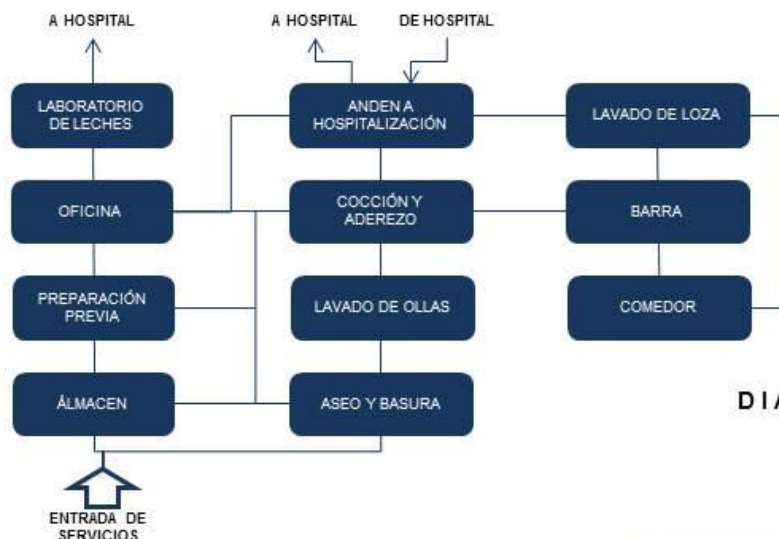 A HOSPITAL
A HOSPITAL
DE HOSPITAL
LABORATORIO
DE LECHES
ANDEN A
HOSPITALIZACIÓN
LAVADO DE LOZA
OFICINA
COCCIÓN Y
ADEREZO
BARRA
PREPARACIÓN
PREVIA
LAVADO DE OLLAS
COMEDOR
ÁLMACEN
ASEO Y BASURA
DIA
ENTRADA DE
SERVICIOS